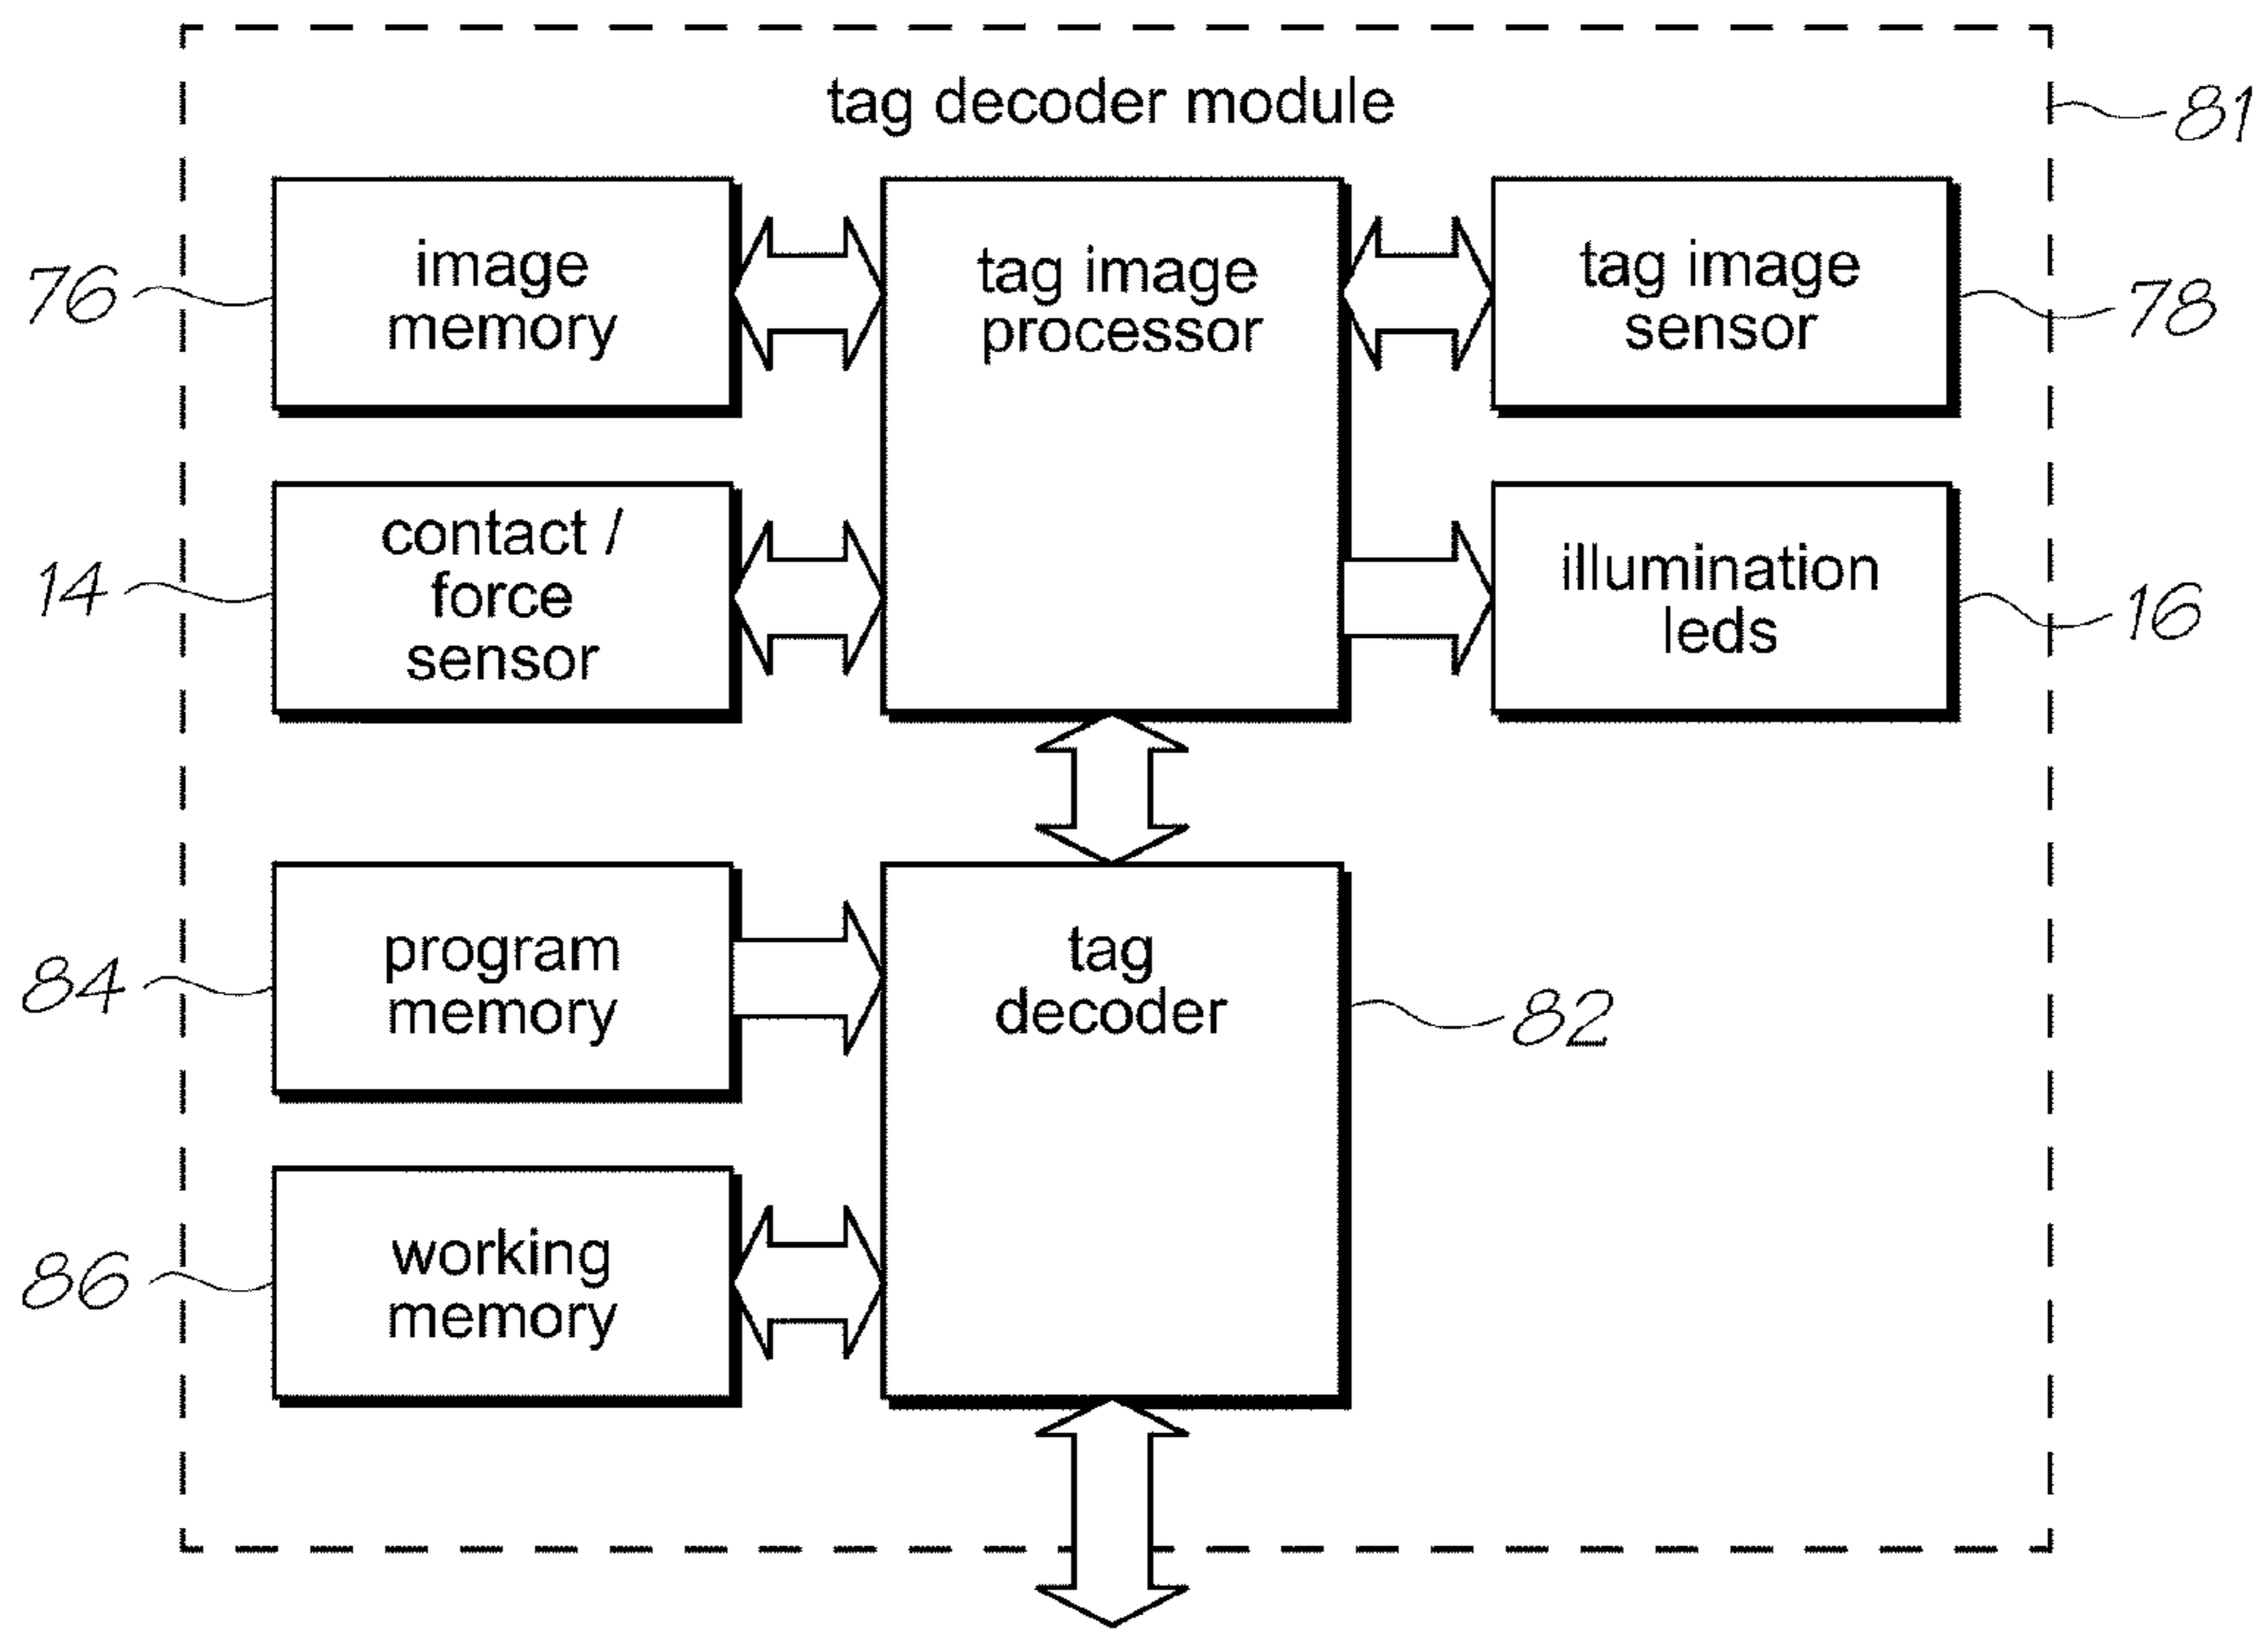 tag decoder module
81
image
memory
76
tag image
processor
tag image
sensor
78
contact /
force
sensor
14
illumination
leds
16
program
memory
84
tag
decoder
82
working
memory
86